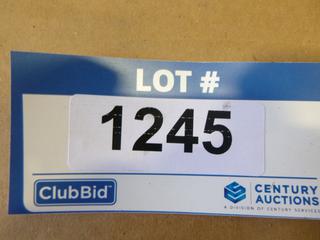 LOT #
1245
ClubBid
CENTURY
AUCTIONS
A DIVISION OF CENTURY SERVICES